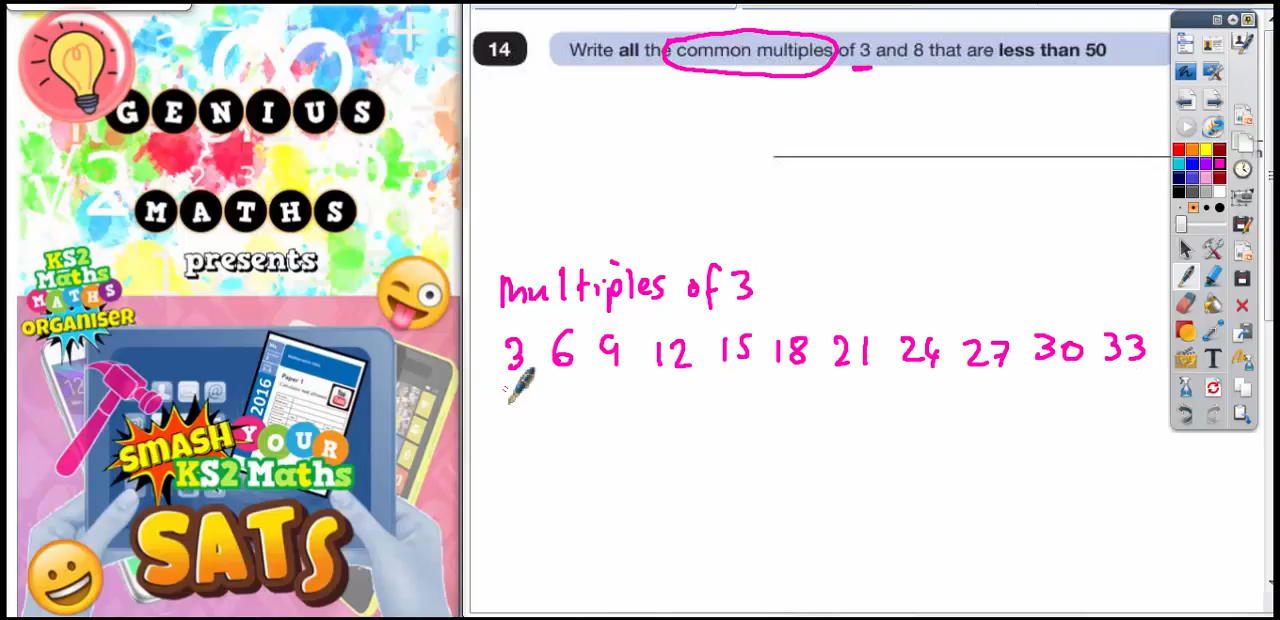 GENIUS
MATHS
presents
KS2
Maths
MATHS
ORGANISER
2016
Paper 1
SMASH YOUR
KS2 Maths
SATS
14
Write all the common multiples of 3 and 8 that are less than 50
Multiples of 3
3 6 9 12 15 18 21 24 27 30 33